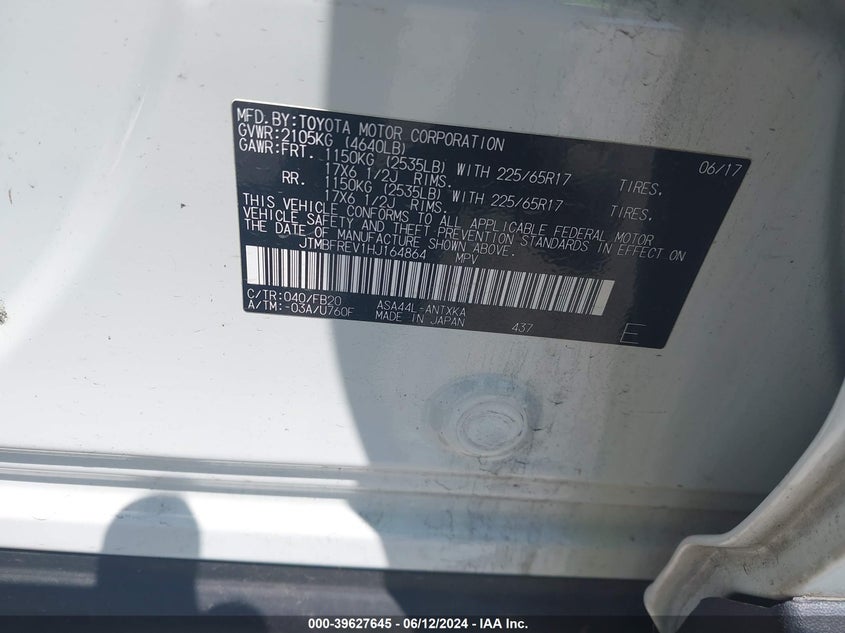 MFD.BY:TOYOTA MOTOR CORPORATION 06/17
GVWR:2105KG (4640LB)
GAWR:FRT. 1150KG (2535LB) WITH 225/65R17 TIRES.
17X6 1/2J RIMS.
RR. 1150KG (2535LB) WITH 225/65R17 TIRES.
17X6 1/2J RIMS.
THIS VEHICLE CONFORMS TO ALL APPLICABLE FEDERAL MOTOR
VEHICLE SAFETY AND THEFT PREVENTION STANDARDS IN EFFECT ON
THE DATE OF MANUFACTURE SHOWN ABOVE.
JTMBFREV1HJ164864 MPV
C/TR:040/FB20 ASA44L-ANTXKA
A/TM:-03A/U760F MADE IN JAPAN 437 E
000-39627645 - 06/12/2024 - IAA Inc.